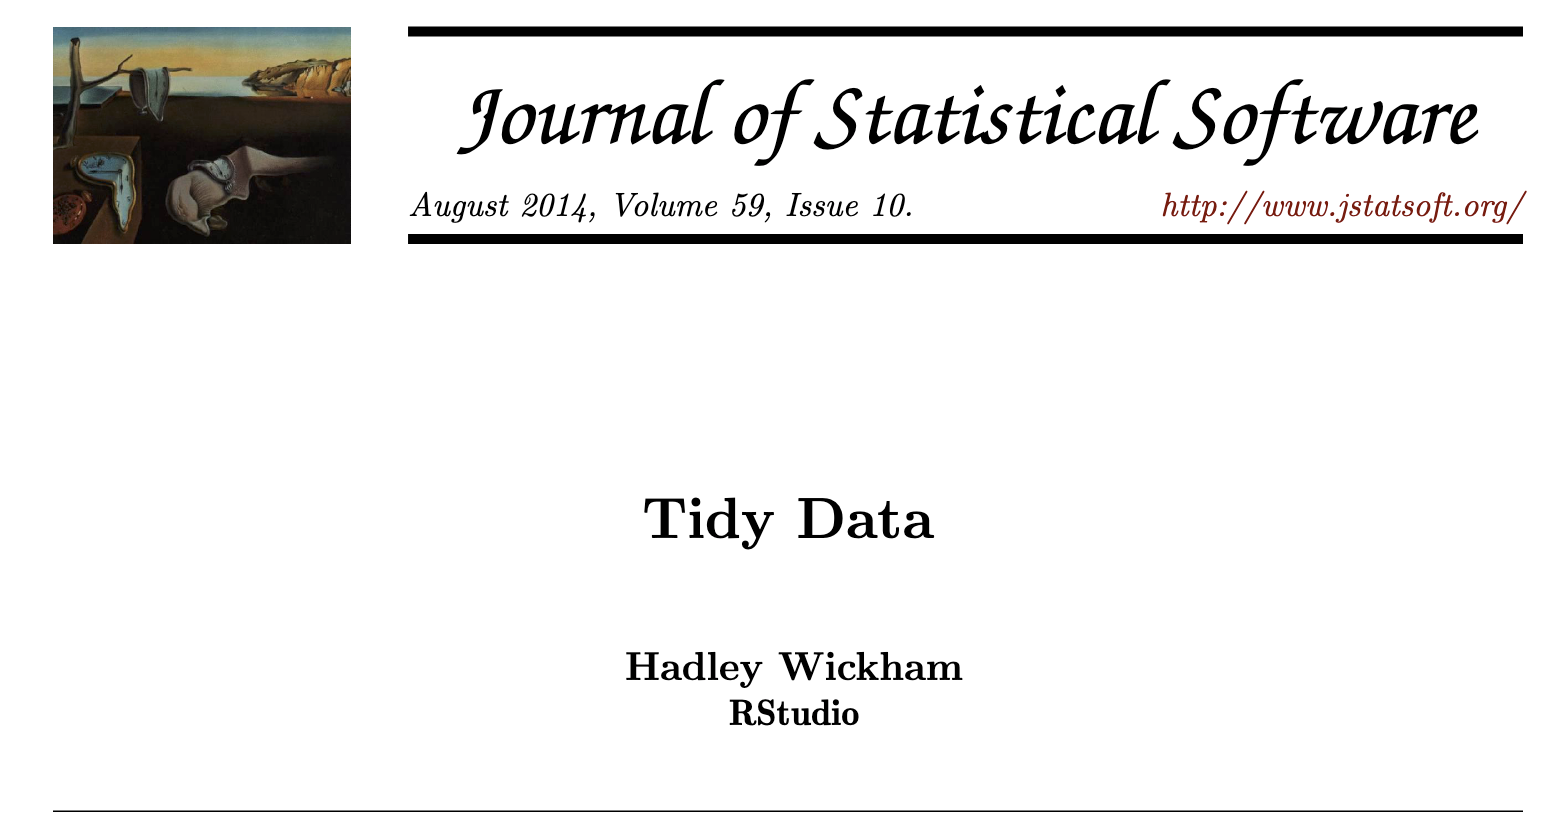 Journal of Statistical Software
August 2014, Volume 59, Issue 10. http://www.jstatsoft.org/
Tidy Data
Hadley Wickham
RStudio